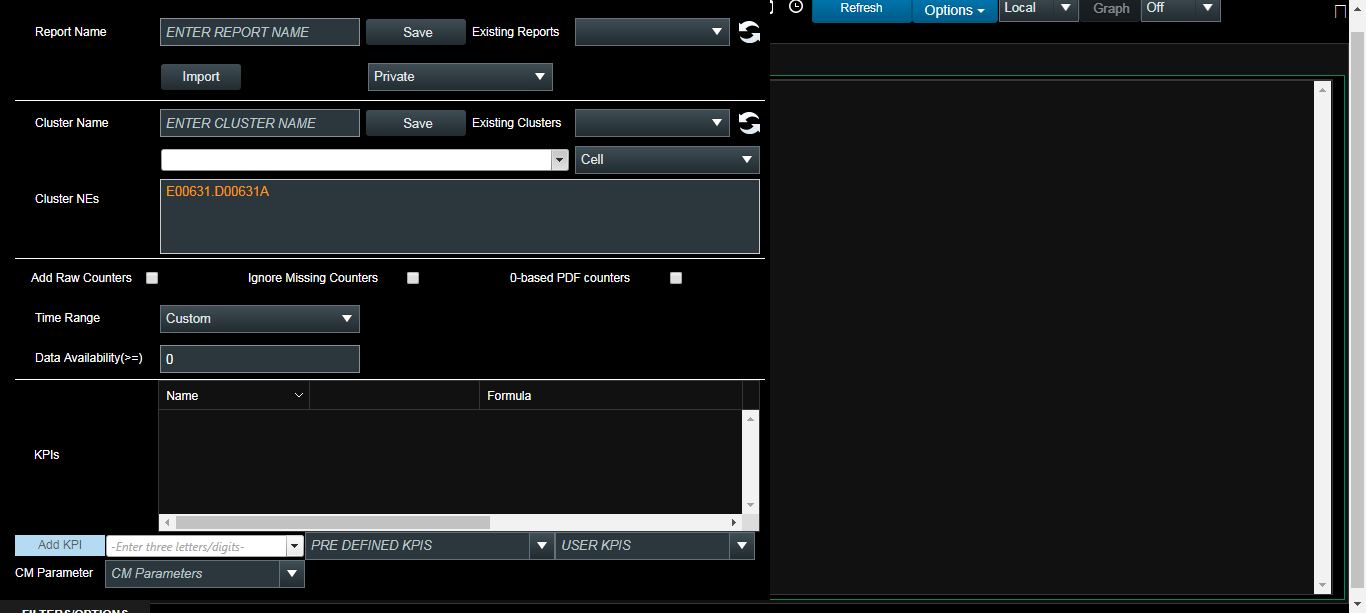 Refresh Options Local Graph Off
Report Name ENTER REPORT NAME Save Existing Reports
Import Private
Cluster Name ENTER CLUSTER NAME Save Existing Clusters
Cell
Cluster NEs E00631.D00631A
Add Raw Counters Ignore Missing Counters 0-based PDF counters
Time Range Custom
Data Availability(>=) 0
Name Formula
KPIs
Add KPI -Enter three letters/digits- PRE DEFINED KPIS USER KPIS
CM Parameter CM Parameters
FILTERS/OPTIONS